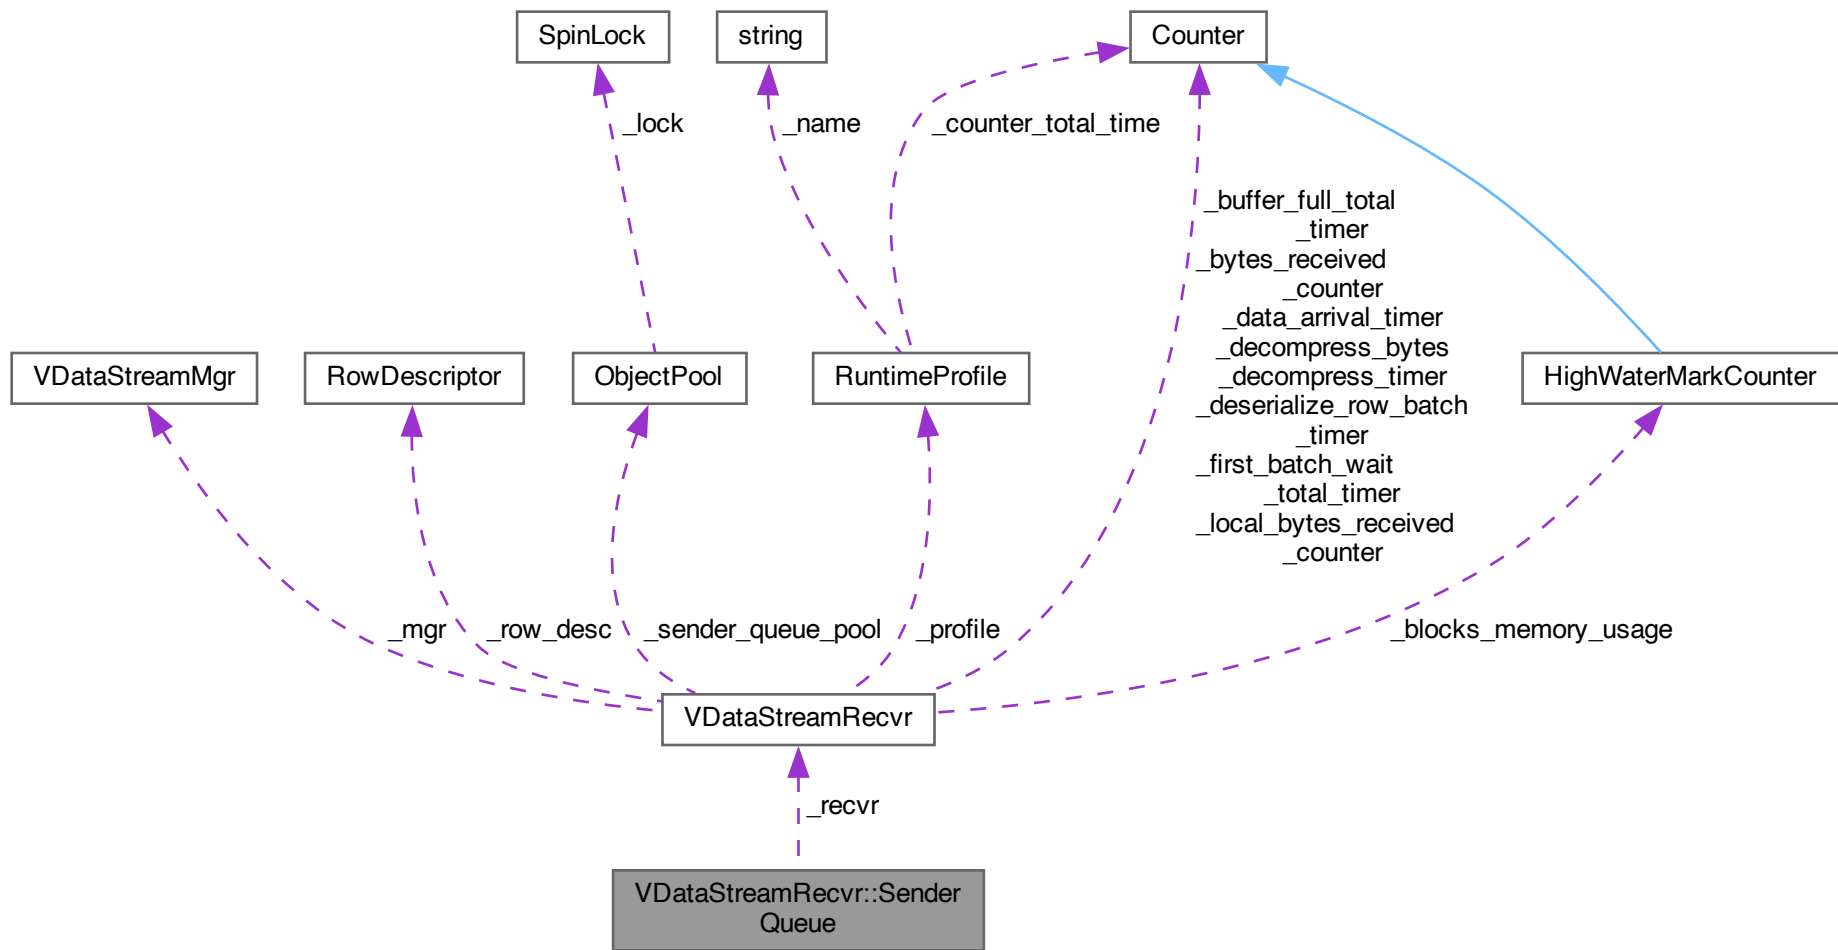 SpinLock
string
Counter
_lock
_name
_counter_total_time
_buffer_full_total
_timer
_bytes_received
_counter
_data_arrival_timer
_decompress_bytes
_decompress_timer
_deserialize_row_batch
_timer
_first_batch_wait
_total_timer
_local_bytes_received
_counter
VDataStreamMgr
RowDescriptor
ObjectPool
RuntimeProfile
HighWaterMarkCounter
_mgr
_row_desc
_sender_queue_pool
_profile
_blocks_memory_usage
VDataStreamRecvr
_recvr
VDataStreamRecvr::Sender
Queue